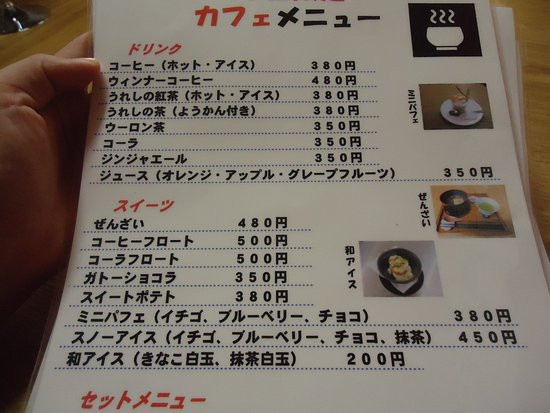 カフェメニュー
ドリンク
コーヒー（ホット・アイス） 380円
ウィンナーコーヒー 480円
うれしの紅茶（ホット・アイス） 380円
うれしの茶（ようかん付き） 380円
ウーロン茶 350円
コーラ 350円
ジンジャエール 350円
ジュース（オレンジ・アップル・グレープフルーツ） 350円
ミニパフェ
スイーツ
ぜんざい 480円
コーヒーフロート 500円
コーラフロート 500円
ガトーショコラ 350円
スイートポテト 380円
ミニパフェ（イチゴ、ブルーベリー、チョコ） 380円
スノーアイス（イチゴ、ブルーベリー、チョコ、抹茶） 450円
和アイス（きなこ白玉、抹茶白玉） 200円
ぜんざい
和アイス
セットメニュー